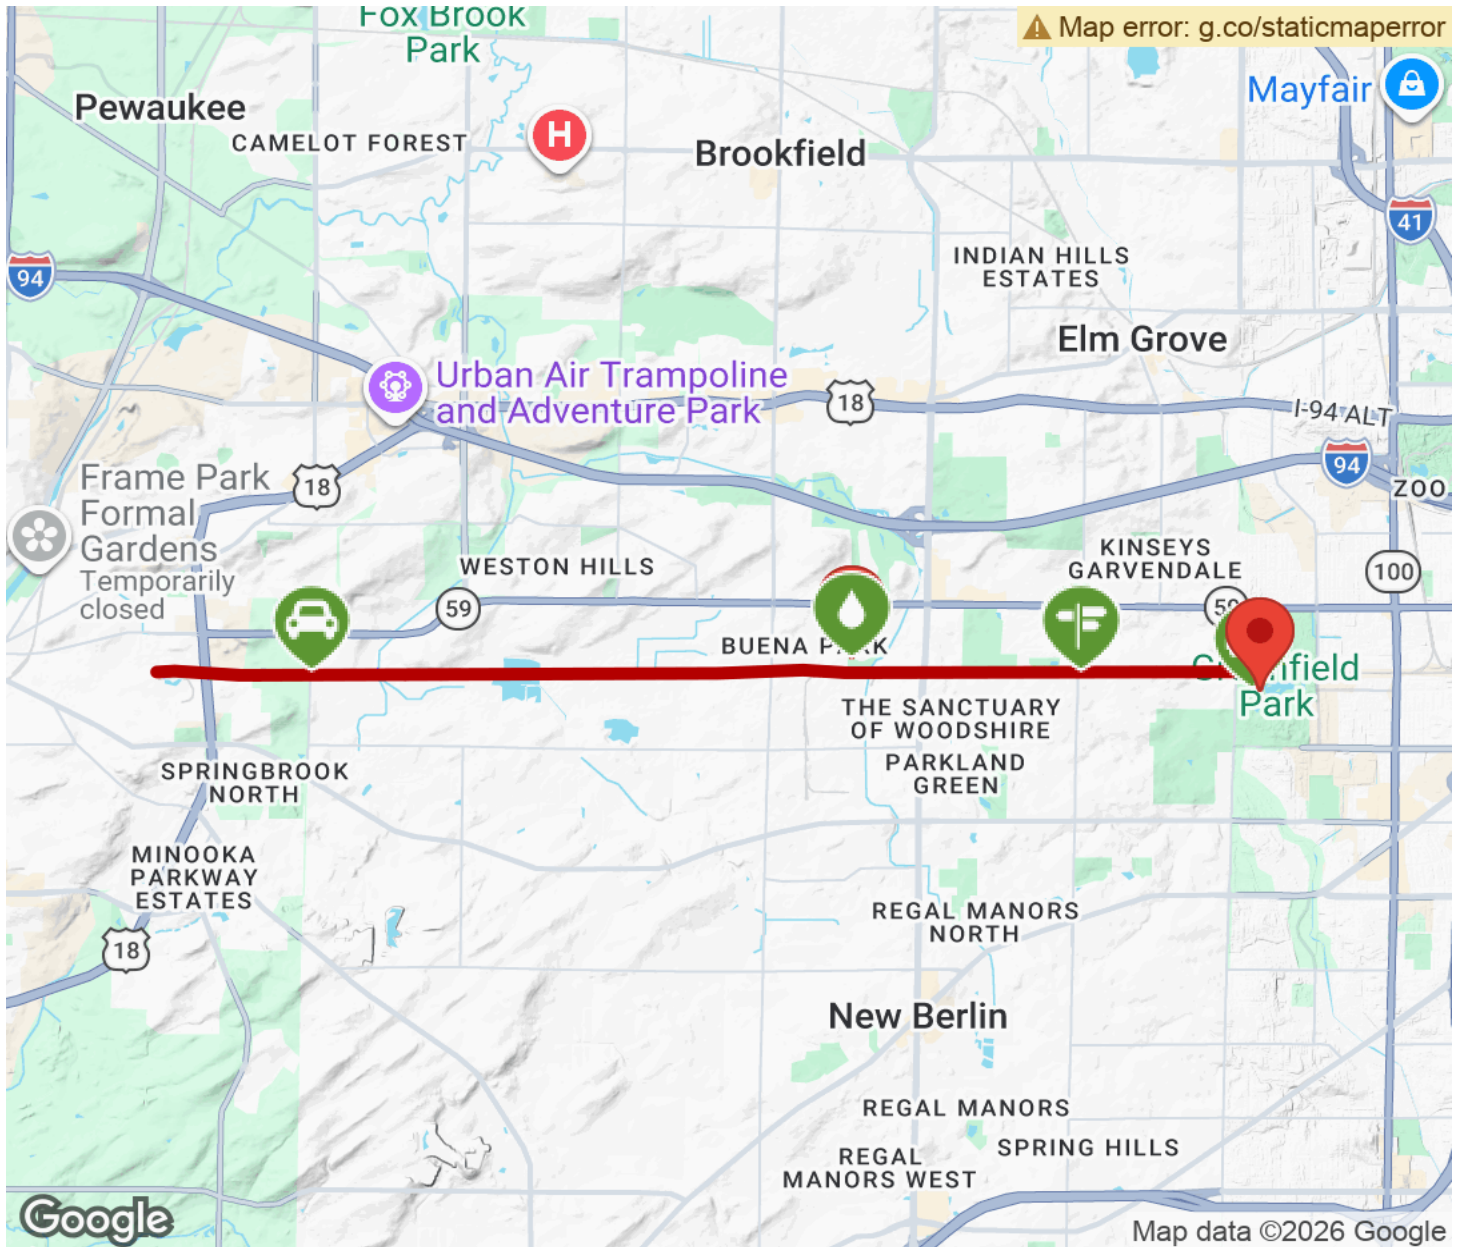 Fox Brook
Park
Map error: g.co/staticmaperror
Mayfair
Pewaukee
CAMELOT FOREST
H
Brookfield
41
INDIAN HILLS
ESTATES
94
Elm Grove
Urban Air Trampoline
and Adventure Park
18
I-94 ALT
94
ZOO
Frame Park
Formal
Gardens
Temporarily
closed
18
WESTON HILLS
KINSEYS
GARVENDALE
100
59
59
BUENA PARK
Greenfield
Park
THE SANCTUARY
OF WOODSHIRE
PARKLAND
GREEN
SPRINGBROOK
NORTH
MINOOKA
PARKWAY
ESTATES
REGAL MANORS
NORTH
18
New Berlin
REGAL MANORS
SPRING HILLS
REGAL
MANORS WEST
Google
Map data ©2026 Google